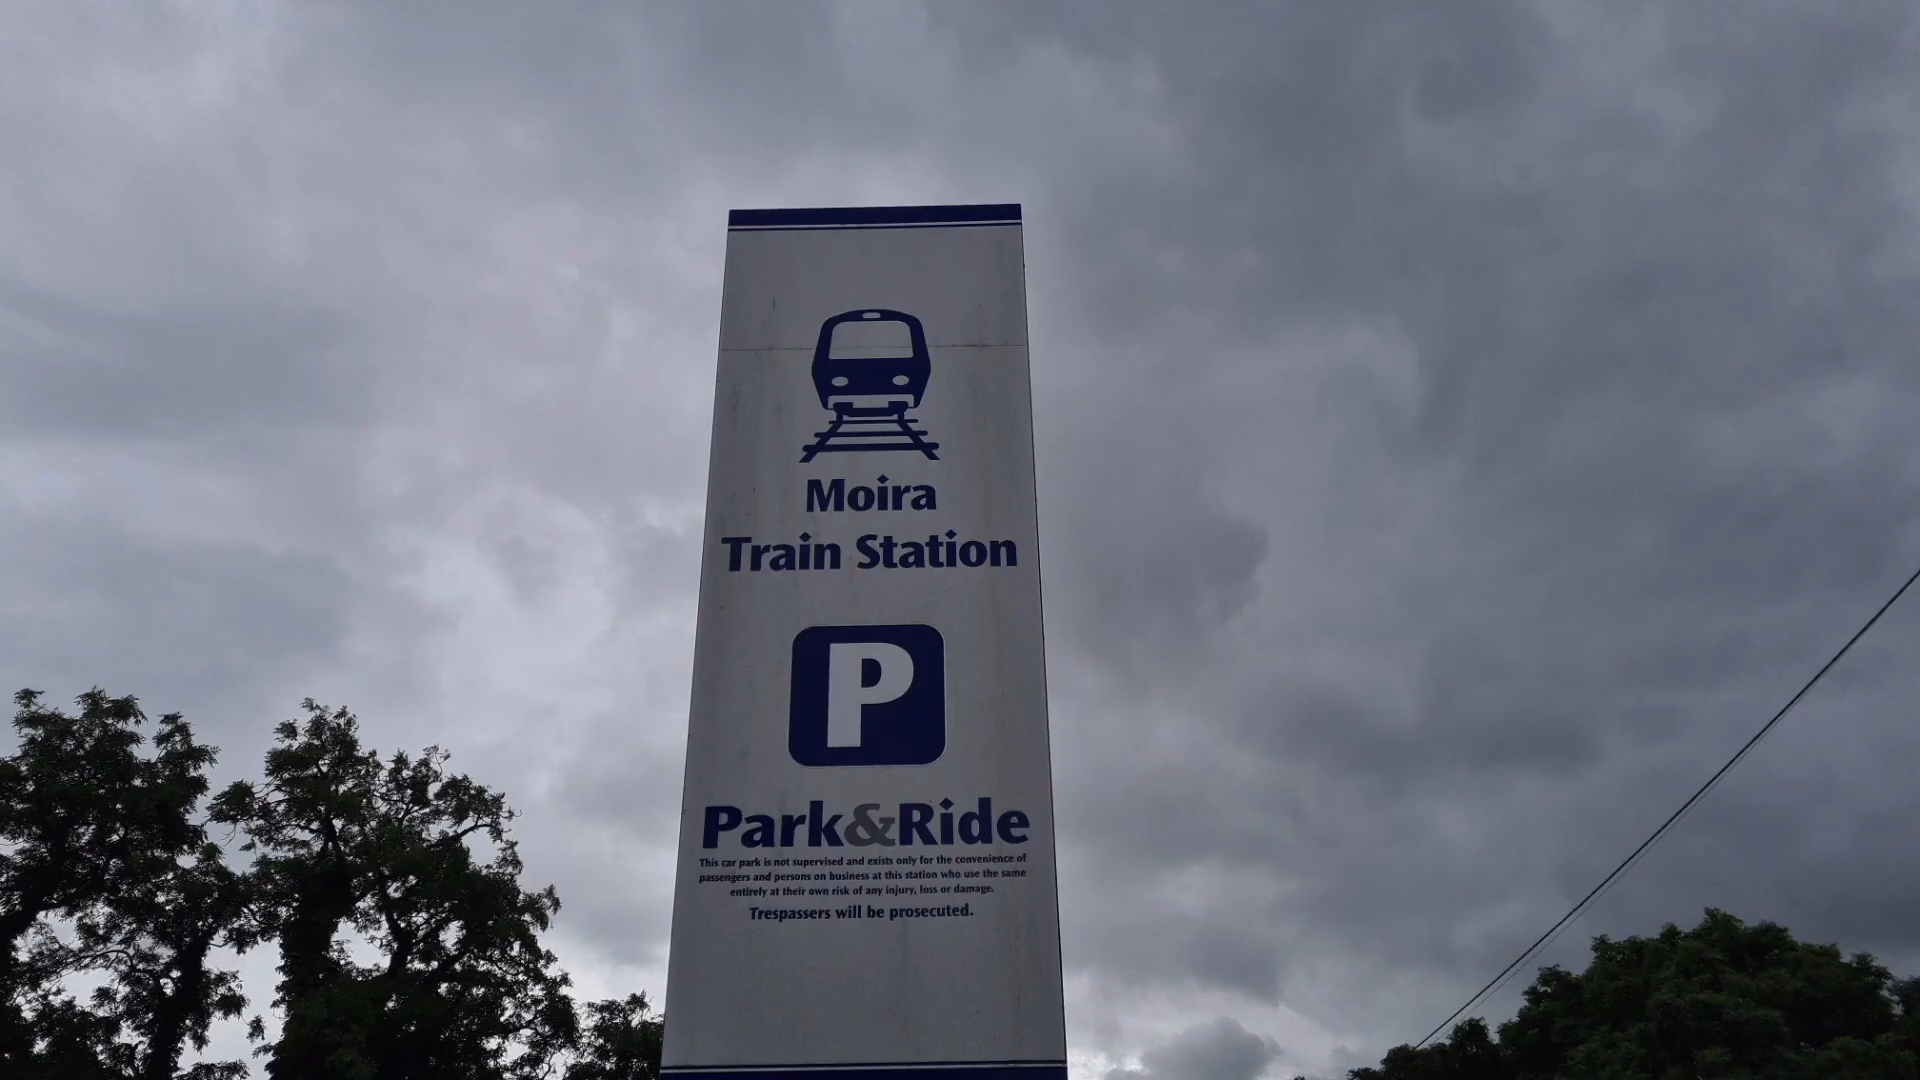 Moira
Train Station
P
Park&Ride
This car park is not supervised and exists only for the convenience of
passengers and persons on business at this station who use the same
entirely at their own risk of any injury, loss or damage.
Trespassers will be prosecuted.